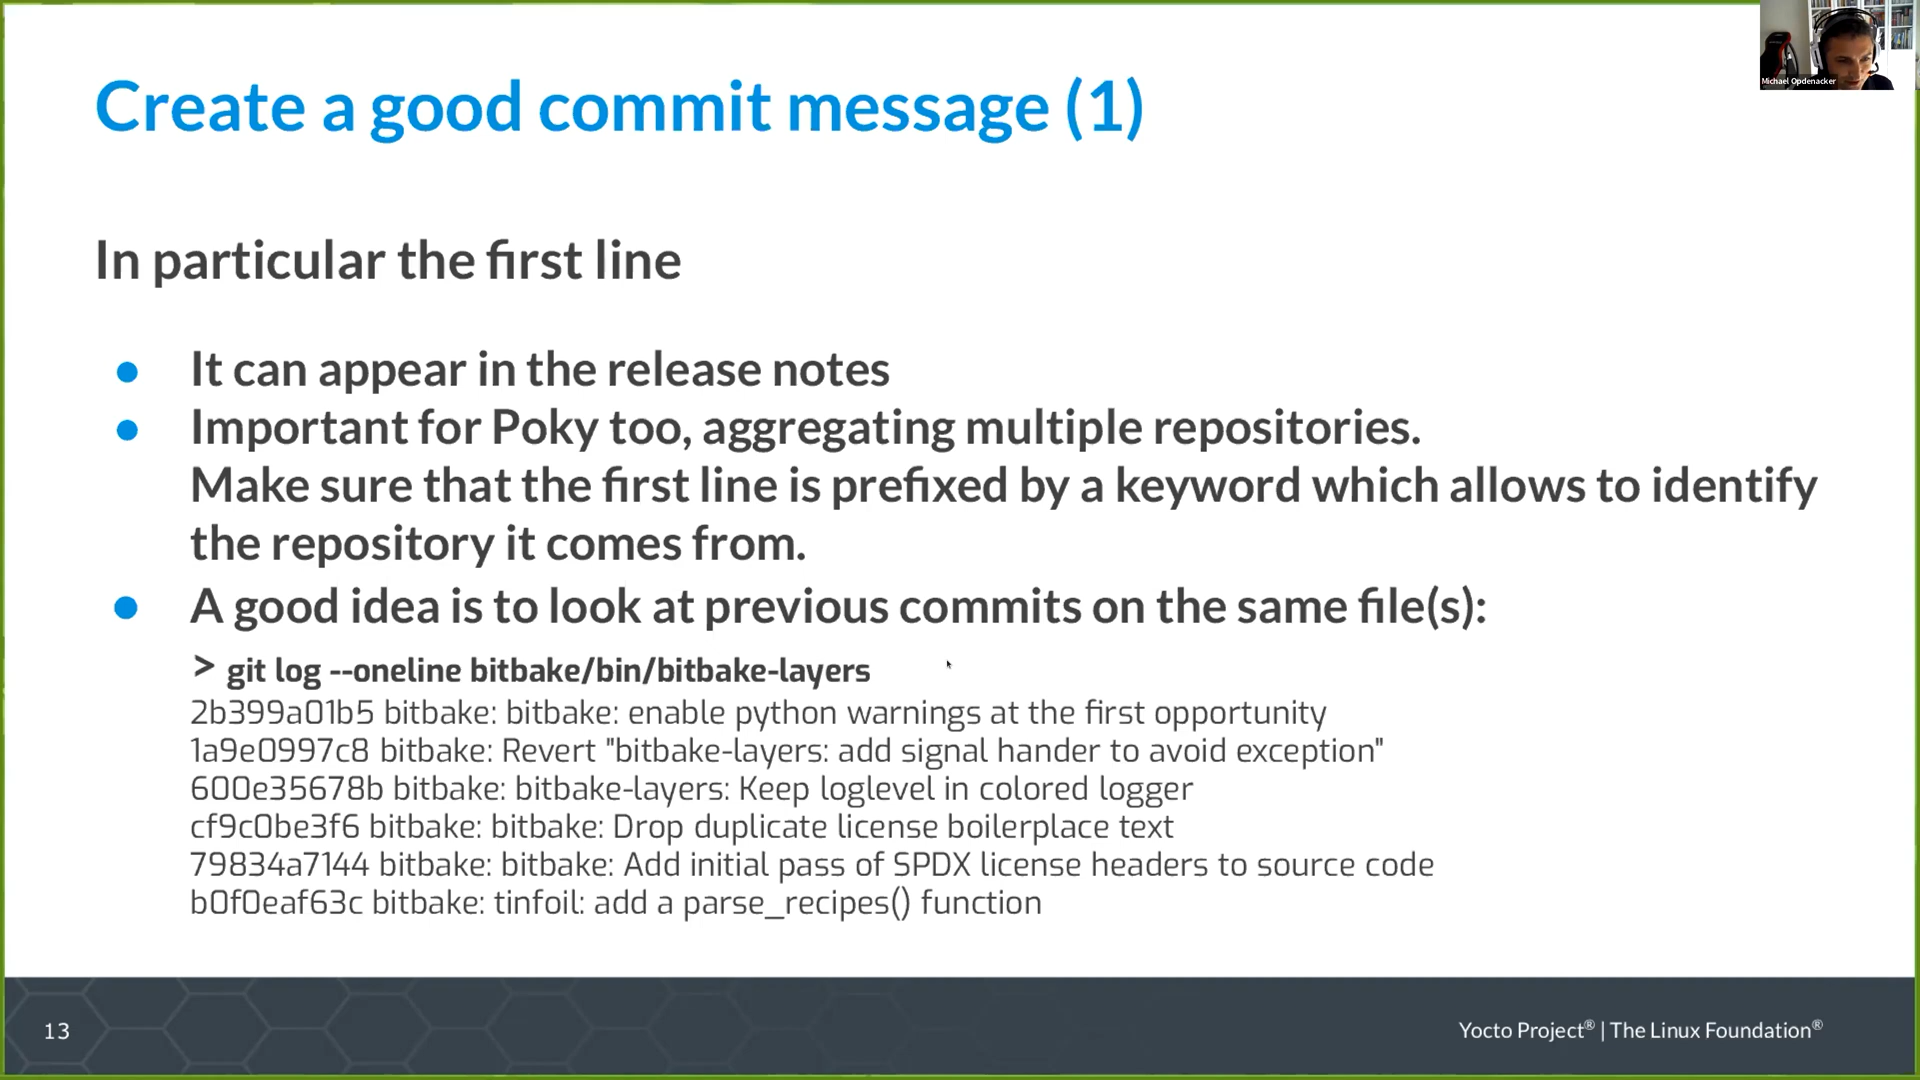 Michael Opdenacker
Create a good commit message (1)
In particular the first line
● It can appear in the release notes
● Important for Poky too, aggregating multiple repositories.
Make sure that the first line is prefixed by a keyword which allows to identify
the repository it comes from.
● A good idea is to look at previous commits on the same file(s):
> git log --oneline bitbake/bin/bitbake-layers
2b399a01b5 bitbake: bitbake: enable python warnings at the first opportunity
1a9e0997c8 bitbake: Revert "bitbake-layers: add signal hander to avoid exception"
600e35678b bitbake: bitbake-layers: Keep loglevel in colored logger
cf9c0be3f6 bitbake: bitbake: Drop duplicate license boilerplace text
79834a7144 bitbake: bitbake: Add initial pass of SPDX license headers to source code
b0f0eaf63c bitbake: tinfoil: add a parse_recipes() function
13
Yocto Project® | The Linux Foundation®